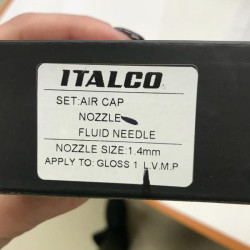 ITALCO
SET:AIR CAP
NOZZLE
FLUID NEEDLE
NOZZLE SIZE:1.4mm
APPLY TO: GLOSS 1 L.V.M.P